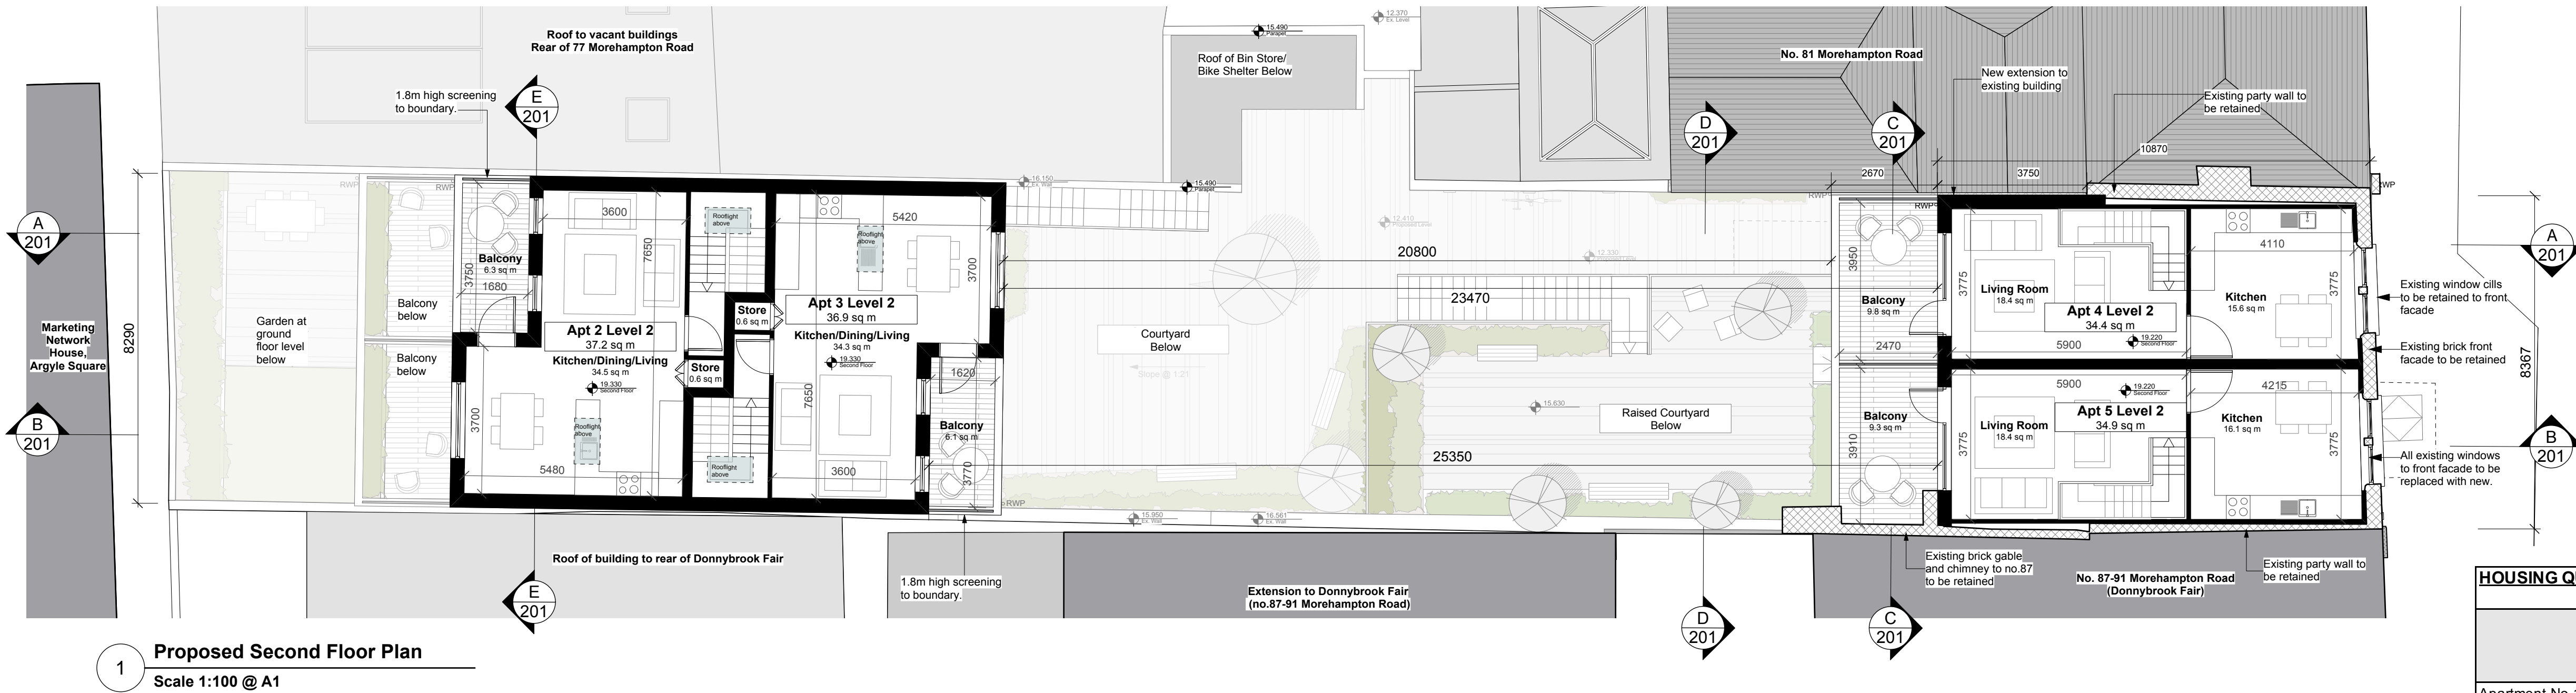 12.370
Ex. Level
15.490
Parapet
Roof to vacant buildings
Rear of 77 Morehampton Road
Roof of Bin Store/
Bike Shelter Below
No. 81 Morehampton Road
New extension to
existing building
Existing party wall to
be retained
1.8m high screening
to boundary.
E
201
D
201
C
201
10870
2670
3750
RWP
RWP
RWP
16.150
Ex. Wall
15.490
Parapet
RWP
RWP
A
201
8290
Marketing
Network
House,
Argyle Square
B
201
Garden at
ground
floor level
below
Balcony
below
Balcony
below
Balcony
6.3 sq m
3750
1680
3600
7650
Rooflight
above
Apt 2 Level 2
37.2 sq m
Kitchen/Dining/Living
34.5 sq m
19.330
Second Floor
3700
5480
Rooflight
above
Store
0.6 sq m
Store
0.6 sq m
Rooflight
above
5420
Rooflight
above
3700
Apt 3 Level 2
36.9 sq m
Kitchen/Dining/Living
34.3 sq m
19.330
Second Floor
7650
3600
1620
Balcony
6.1 sq m
3770
RWP
12.410
Proposed Level
12.330
20800
23470
25350
Courtyard
Below
Slope @ 1:21
15.630
Raised Courtyard
Below
15.950
Ex. Wall
16.561
Ex. Wall
3950
Balcony
9.8 sq m
2470
3910
Balcony
9.3 sq m
3775
Living Room
18.4 sq m
Apt 4 Level 2
34.4 sq m
19.220
Second Floor
5900
4110
Kitchen
15.6 sq m
3775
5900
19.220
Second Floor
Apt 5 Level 2
34.9 sq m
Living Room
18.4 sq m
3775
4215
Kitchen
16.1 sq m
3775
A
201
Existing window cills
to be retained to front
facade
Existing brick front
facade to be retained
8367
All existing windows
to front facade to be
replaced with new.
B
201
Roof of building to rear of Donnybrook Fair
E
201
1.8m high screening
to boundary.
Extension to Donnybrook Fair
(no.87-91 Morehampton Road)
D
201
C
201
Existing brick gable
and chimney to no.87
to be retained
No. 87-91 Morehampton Road
(Donnybrook Fair)
Existing party wall to
be retained
HOUSING Q
Apartment No
1
Proposed Second Floor Plan
Scale 1:100 @ A1